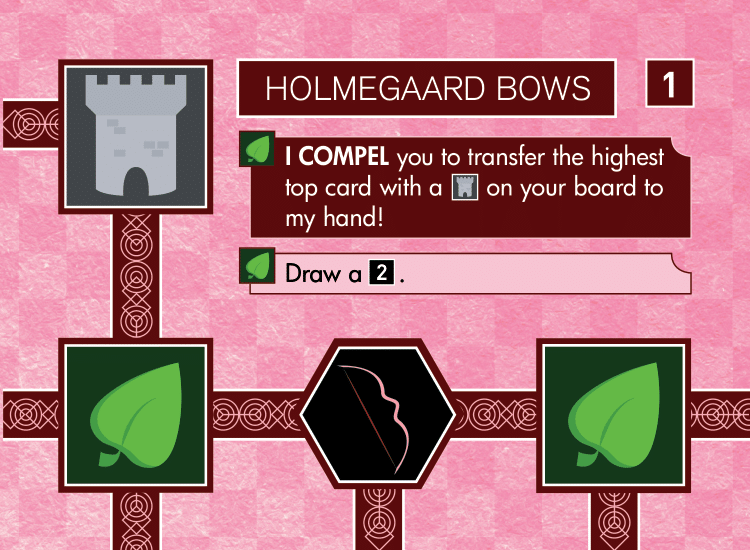 HOLMEGAARD BOWS
1
I COMPEL you to transfer the highest
top card with a on your board to
my hand!
Draw a 2 .